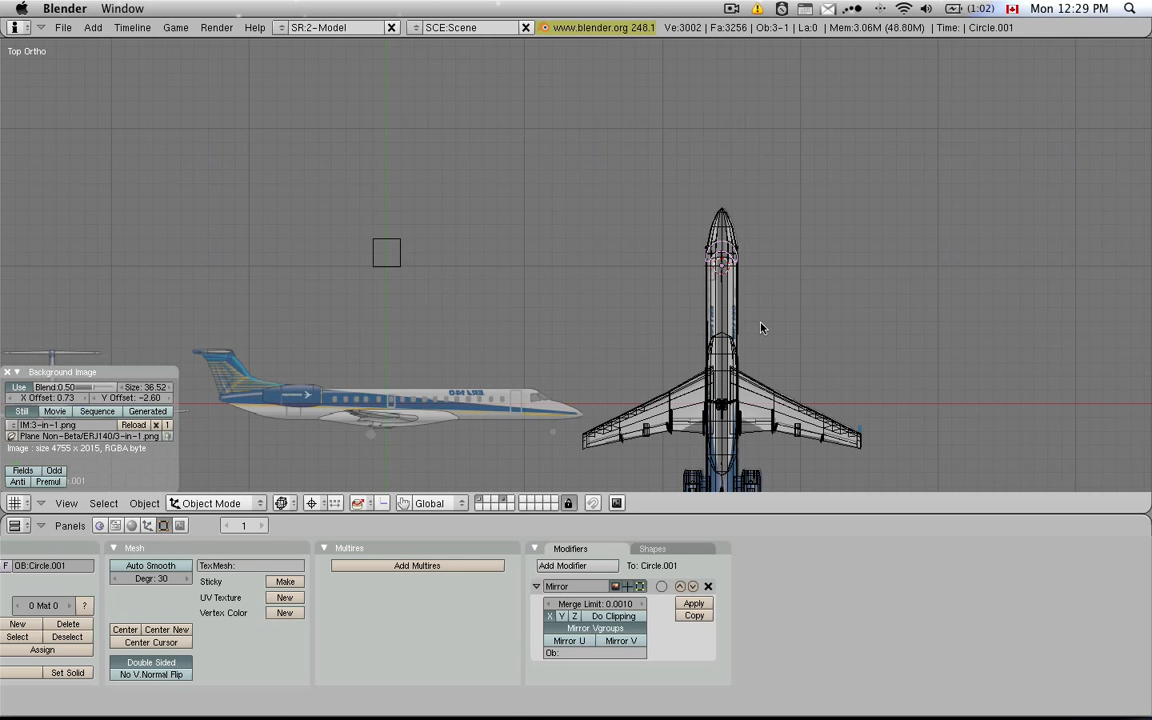 Blender Window (1:02) Mon 12:29 PM
File Add Timeline Game Render Help SR:2-Model SCE:Scene www.blender.org 248.1 Ve:3002 | Fa:3256 | Ob:3-1 | La:0 | Mem:3.06M (48.80M) | Time: | Circle.001
Top Ortho
Background Image
Use Blend:0.50 Size: 36.52
X Offset: 0.73 Y Offset: -2.60
Still Movie Sequence Generated
IM:3-in-1.png Reload 1
Plane Non-Beta/ERJ140/3-in-1.png
Image : size 4755 x 2015, RGBA byte
Fields Odd
Anti Premul .001
View Select Object Object Mode Global
Panels 1
F OB:Circle.001
0 Mat 0 ?
New Delete
Select Deselect
Assign
Set Solid
Mesh
Auto Smooth
Degr: 30
TexMesh:
Sticky Make
UV Texture New
Vertex Color New
Center Center New
Center Cursor
Double Sided
No V.Normal Flip
Multires
Add Multires
Modifiers Shapes
Add Modifier To: Circle.001
Mirror
Merge Limit: 0.0010 Apply
X Y Z Do Clipping Copy
Mirror Vgroups
Mirror U Mirror V
Ob: